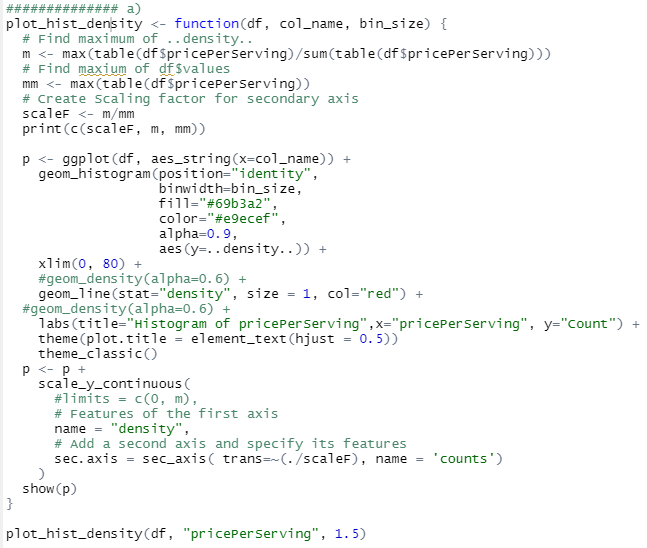 ############## a)
plot_hist_density <- function(df, col_name, bin_size) {
  # Find maximum of ..density..
  m <- max(table(df$pricePerServing)/sum(table(df$pricePerServing)))
  # Find maxium of df$values
  mm <- max(table(df$pricePerServing))
  # Create Scaling factor for secondary axis
  scaleF <- m/mm
  print(c(scaleF, m, mm))

  p <- ggplot(df, aes_string(x=col_name)) +
    geom_histogram(position="identity",
                   binwidth=bin_size,
                   fill="#69b3a2",
                   color="#e9ecef",
                   alpha=0.9,
                   aes(y=..density..)) +
    xlim(0, 80) +
    #geom_density(alpha=0.6) +
    geom_line(stat="density", size = 1, col="red") +
  #geom_density(alpha=0.6) +
    labs(title="Histogram of pricePerServing",x="pricePerServing", y="Count") +
    theme(plot.title = element_text(hjust = 0.5))
    theme_classic()
  p <- p +
    scale_y_continuous(
      #limits = c(0, m),
      # Features of the first axis
      name = "density",
      # Add a second axis and specify its features
      sec.axis = sec_axis( trans=~(./scaleF), name = 'counts')
    )
  show(p)
}

plot_hist_density(df, "pricePerServing", 1.5)